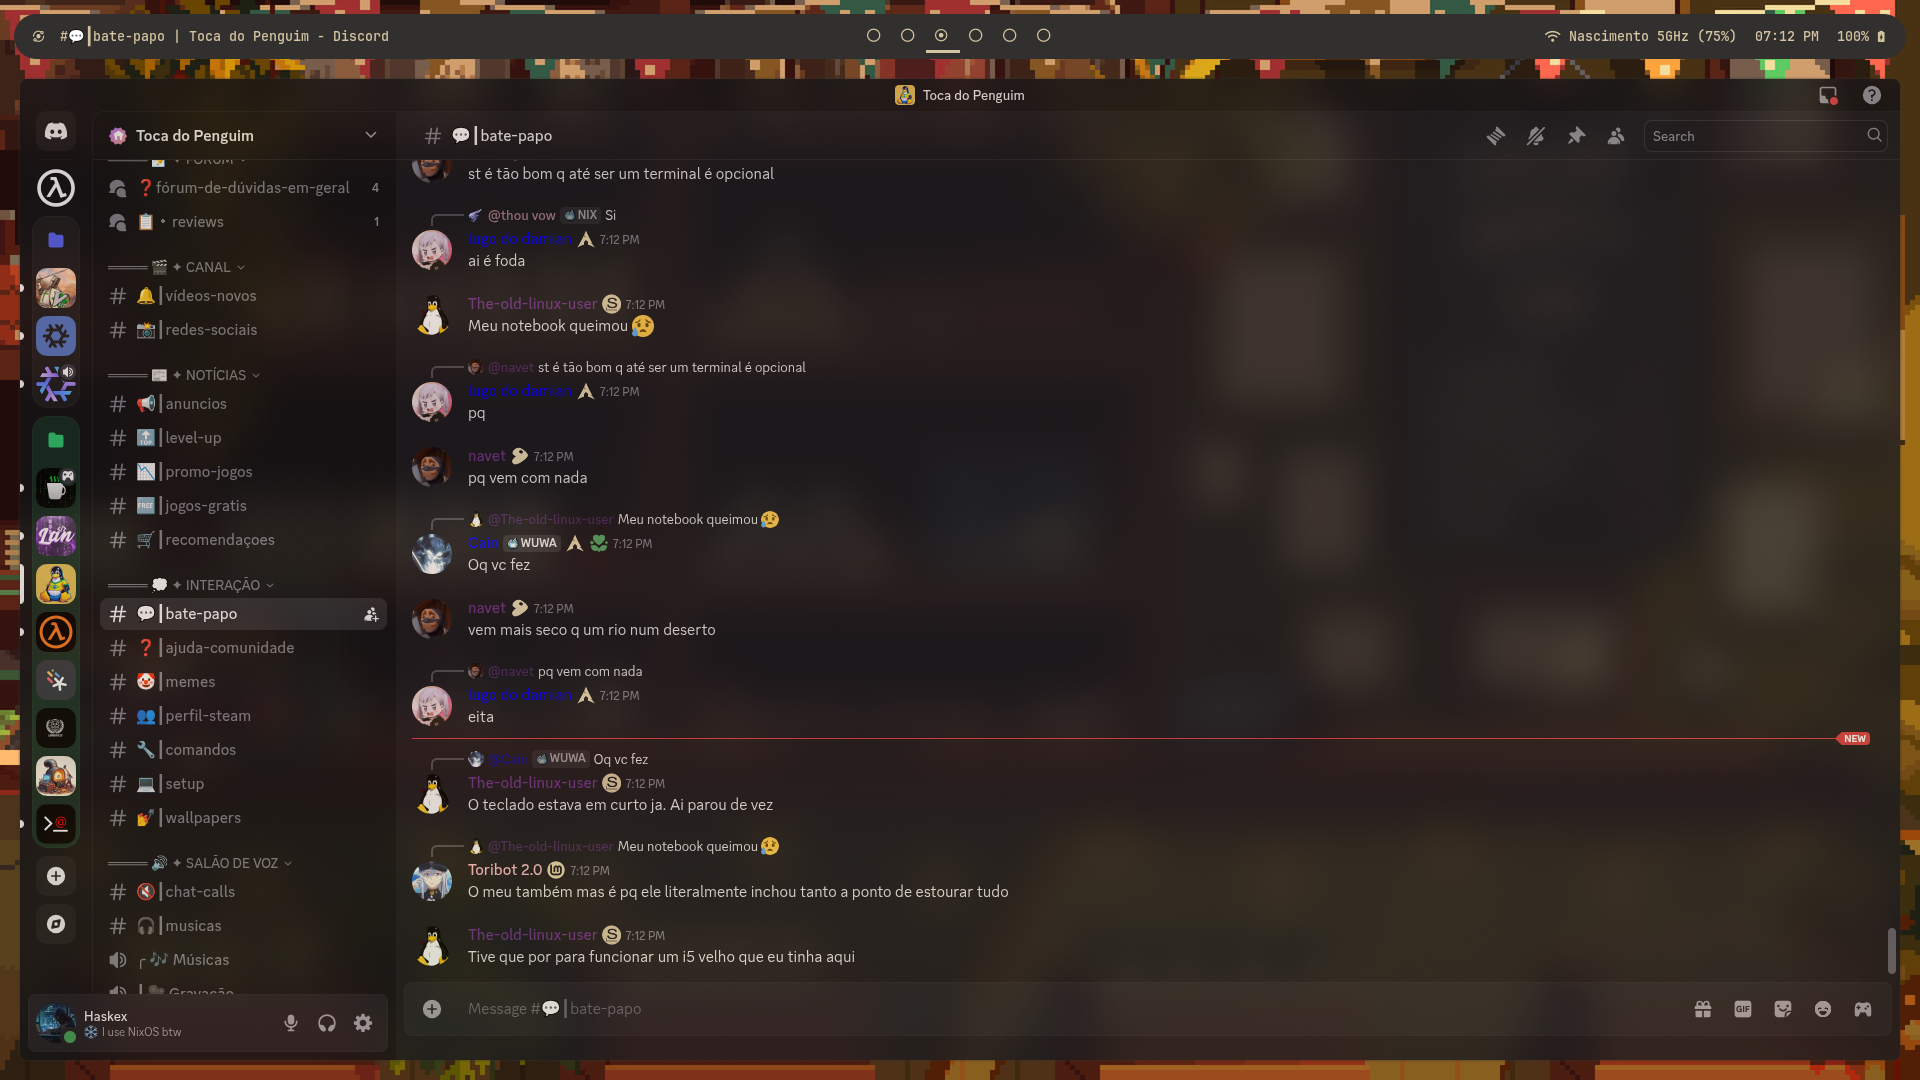 #💬┃bate-papo | Toca do Penguim - Discord
Nascimento 5GHz (75%) 07:12 PM 100%
Toca do Penguim
Toca do Penguim
#💬┃bate-papo
Search
✦ FÓRUM
❓fórum-de-dúvidas-em-geral 4
📋・reviews 1
════ 🎬 ✦ CANAL
# 🔔┃vídeos-novos
# 📸┃redes-sociais
════ 📰 ✦ NOTÍCIAS
# 📢┃anuncios
# 🔝┃level-up
# 📉┃promo-jogos
# 🆓┃jogos-gratis
# 🛒┃recomendaçoes
════ 💭 ✦ INTERAÇÃO
# 💬┃bate-papo
# ❓┃ajuda-comunidade
# 🤡┃memes
# 👥┃perfil-steam
# 🔧┃comandos
# 💻┃setup
# 💅┃wallpapers
════ 🔊 ✦ SALÃO DE VOZ
# 🔇┃chat-calls
# 🎧┃musicas
╭🎶 Músicas
Gravação
Haskex
❄️ I use NixOS btw
st é tão bom q até ser um terminal é opcional
@thou vow NIX Si
7:12 PM
ai é foda
The-old-linux-user 7:12 PM
Meu notebook queimou 😥
@navet st é tão bom q até ser um terminal é opcional
7:12 PM
pq
navet 7:12 PM
pq vem com nada
@The-old-linux-user Meu notebook queimou 😥
Cain WUWA 7:12 PM
Oq vc fez
navet 7:12 PM
vem mais seco q um rio num deserto
@navet pq vem com nada
7:12 PM
eita
NEW
@Cain WUWA Oq vc fez
The-old-linux-user 7:12 PM
O teclado estava em curto ja. Ai parou de vez
@The-old-linux-user Meu notebook queimou 😥
Toribot 2.0 7:12 PM
O meu também mas é pq ele literalmente inchou tanto a ponto de estourar tudo
The-old-linux-user 7:12 PM
Tive que por para funcionar um i5 velho que eu tinha aqui
Message #💬┃bate-papo
GIF